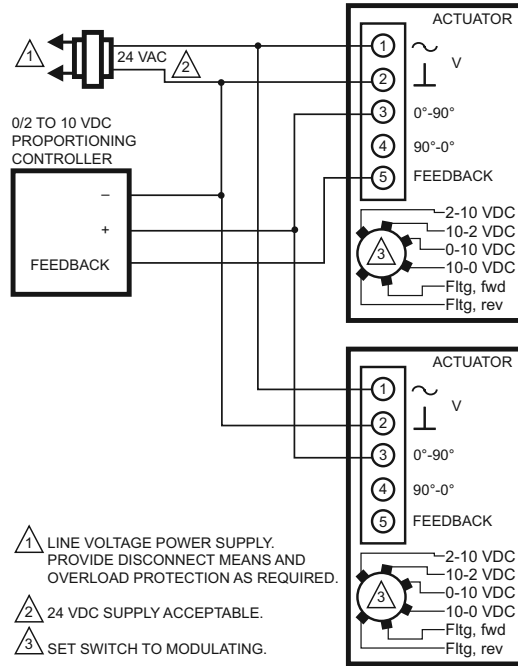 ACTUATOR
1
24 VAC
2
1
V
2
0/2 TO 10 VDC
PROPORTIONING
CONTROLLER
3 0°-90°
4 90°-0°
5 FEEDBACK
–
+
FEEDBACK
2-10 VDC
10-2 VDC
0-10 VDC
10-0 VDC
Fltg, fwd
Fltg, rev
3
ACTUATOR
1
V
2
3 0°-90°
4 90°-0°
5 FEEDBACK
2-10 VDC
10-2 VDC
0-10 VDC
10-0 VDC
Fltg, fwd
Fltg, rev
3
1 LINE VOLTAGE POWER SUPPLY.
PROVIDE DISCONNECT MEANS AND
OVERLOAD PROTECTION AS REQUIRED.
2 24 VDC SUPPLY ACCEPTABLE.
3 SET SWITCH TO MODULATING.